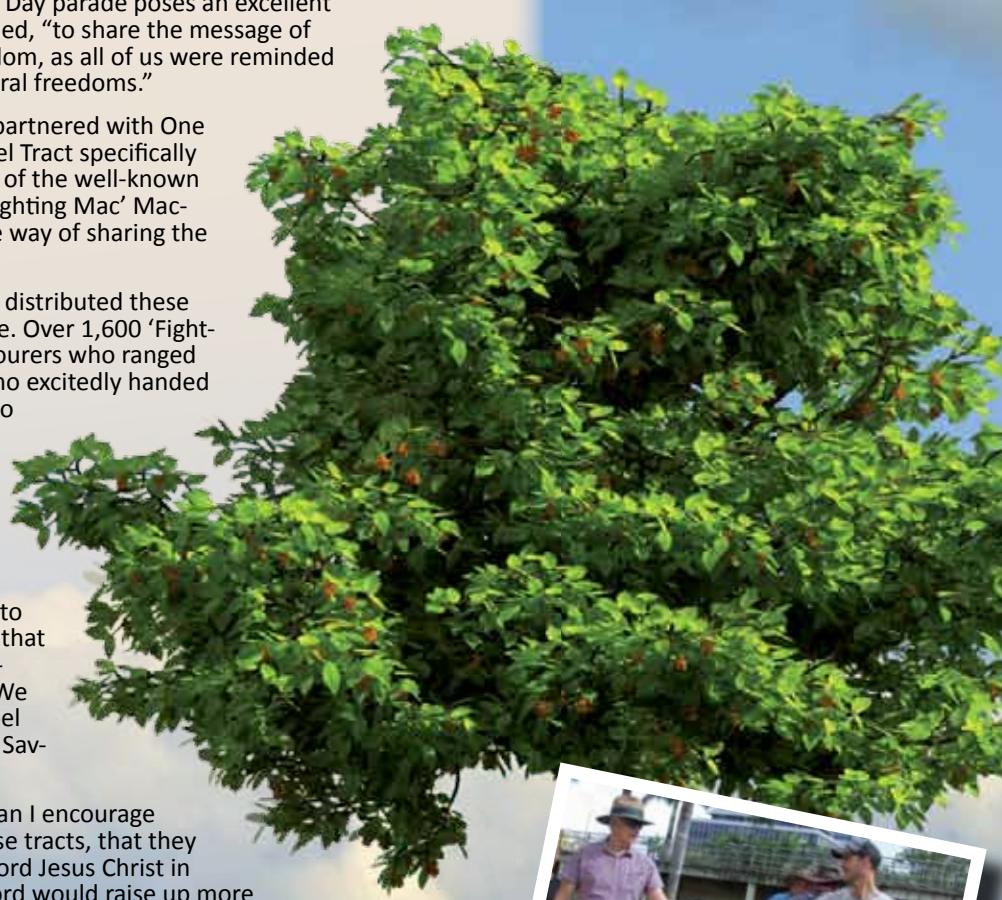 Day parade poses an excellent
ed, “to share the message of
dom, as all of us were reminded
ral freedoms.”
partnered with One
el Tract specifically
of the well-known
ghting Mac’ Mac-
e way of sharing the
distributed these
e. Over 1,600 ‘Fight-
ourers who ranged
ho excitedly handed
o
to
that
-
We
el
Sav-
an I encourage
se tracts, that they
ord Jesus Christ in
ord would raise up more